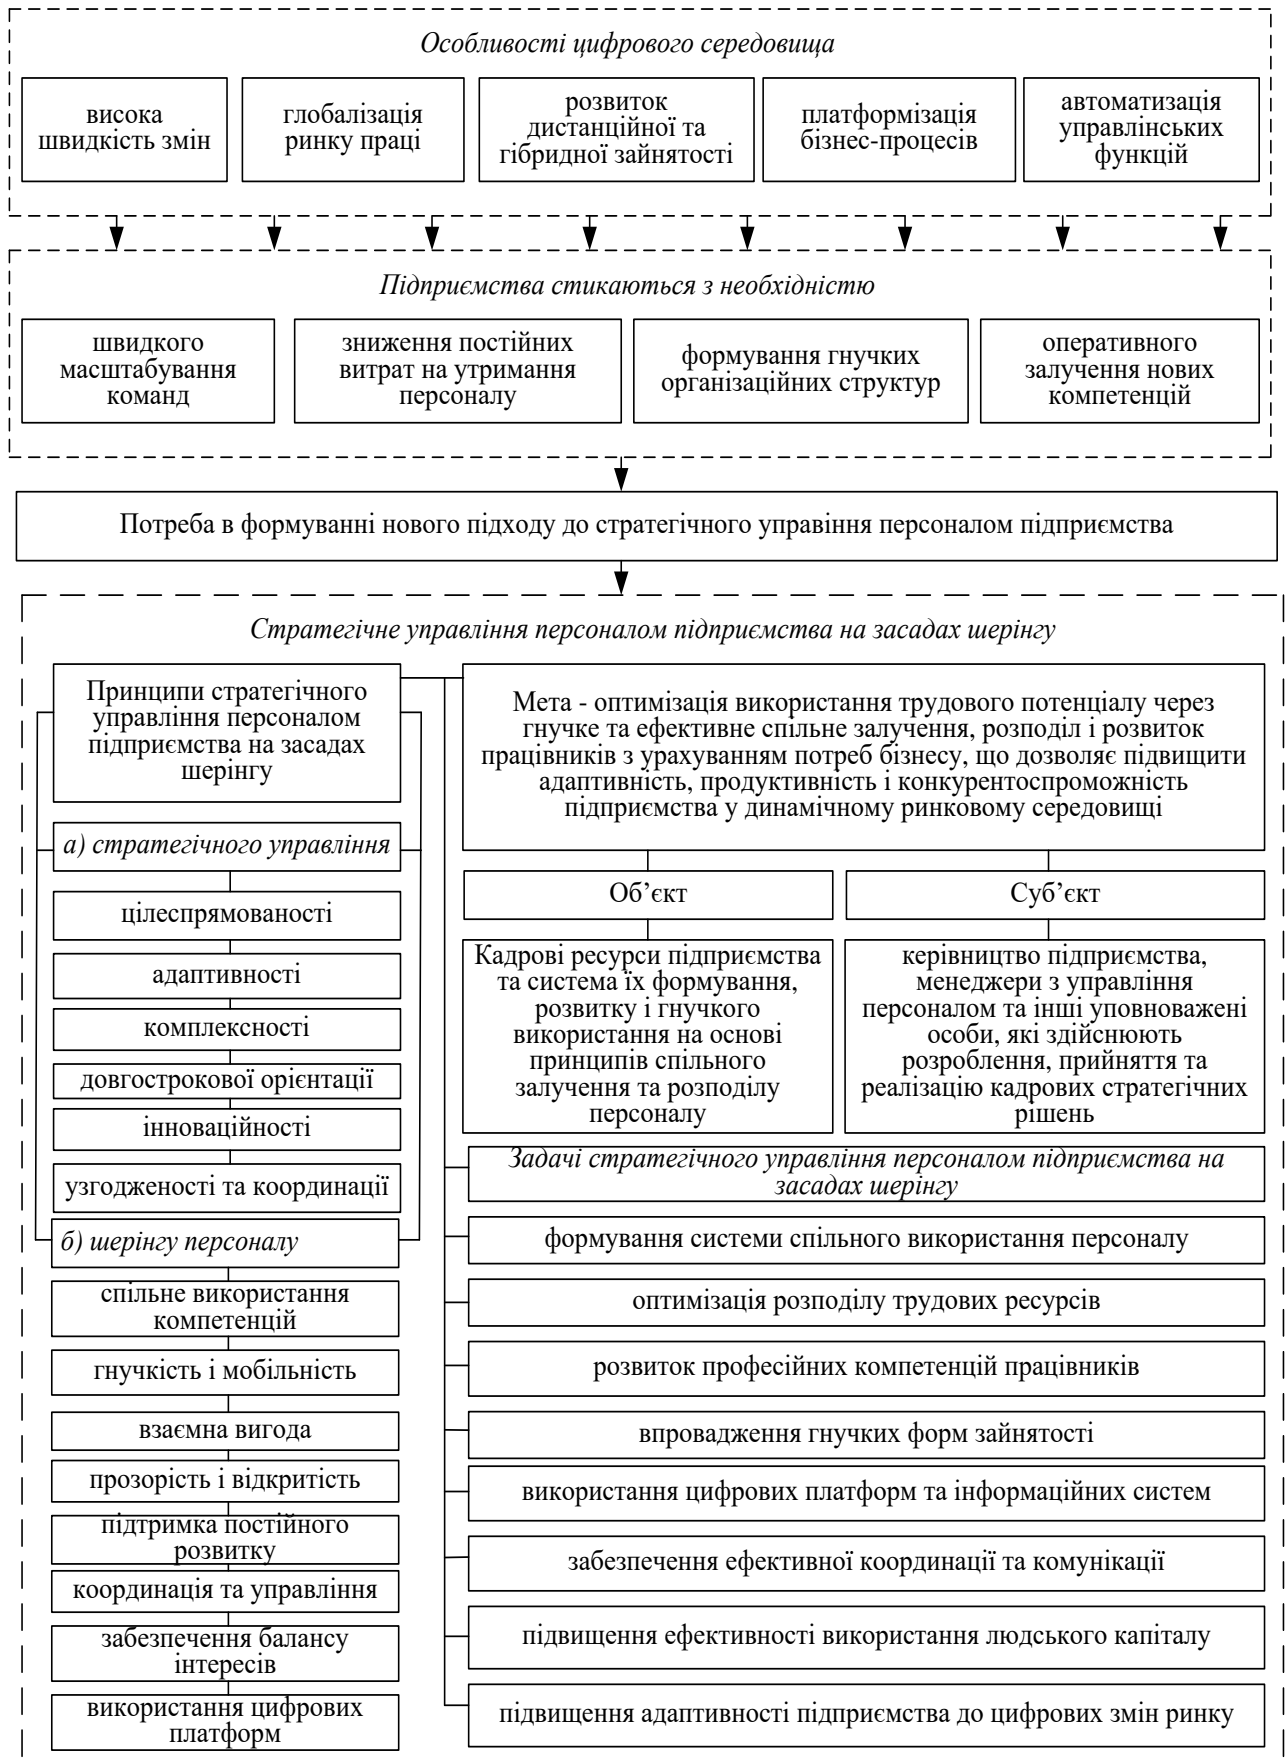 Особливості цифрового середовища
висока
швидкість змін
глобалізація
ринку праці
розвиток
дистанційної та
гібридної зайнятості
платформізація
бізнес-процесів
автоматизація
управлінських
функцій
Підприємства стикаються з необхідністю
швидкого
масштабування
команд
зниження постійних
витрат на утримання
персоналу
формування гнучких
організаційних структур
оперативного
залучення нових
компетенцій
Потреба в формуванні нового підходу до стратегічного управіння персоналом підприємства
Стратегічне управління персоналом підприємства на засадах шерінгу
Принципи стратегічного
управління персоналом
підприємства на засадах
шерінгу
а) стратегічного управління
цілеспрямованості
адаптивності
комплексності
довгострокової орієнтації
інноваційності
узгодженості та координації
б) шерінгу персоналу
спільне використання
компетенцій
гнучкість і мобільність
взаємна вигода
прозорість і відкритість
підтримка постійного
розвитку
координація та управління
забезпечення балансу
інтересів
використання цифрових
платформ
Мета - оптимізація використання трудового потенціалу через
гнучке та ефективне спільне залучення, розподіл і розвиток
працівників з урахуванням потреб бізнесу, що дозволяє підвищити
адаптивність, продуктивність і конкурентоспроможність
підприємства у динамічному ринковому середовищі
Об’єкт
Кадрові ресурси підприємства
та система їх формування,
розвитку і гнучкого
використання на основі
принципів спільного
залучення та розподілу
персоналу
Суб’єкт
керівництво підприємства,
менеджери з управління
персоналом та інші уповноважені
особи, які здійснюють
розроблення, прийняття та
реалізацію кадрових стратегічних
рішень
Задачі стратегічного управління персоналом підприємства на
засадах шерінгу
формування системи спільного використання персоналу
оптимізація розподілу трудових ресурсів
розвиток професійних компетенцій працівників
впровадження гнучких форм зайнятості
використання цифрових платформ та інформаційних систем
забезпечення ефективної координації та комунікації
підвищення ефективності використання людського капіталу
підвищення адаптивності підприємства до цифрових змін ринку